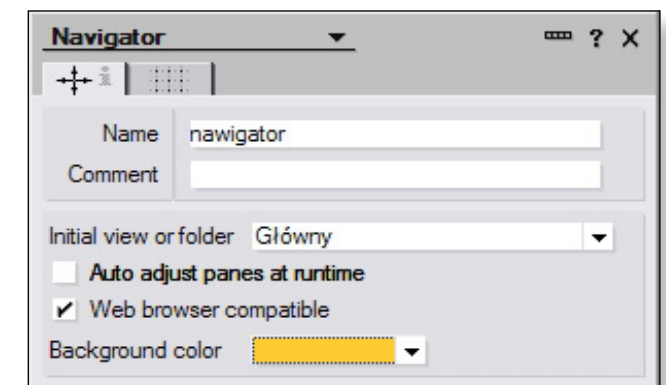 Navigator ?
Name nawigator
Comment
Initial view or folder Główny
Auto adjust panes at runtime
Web browser compatible
Background color